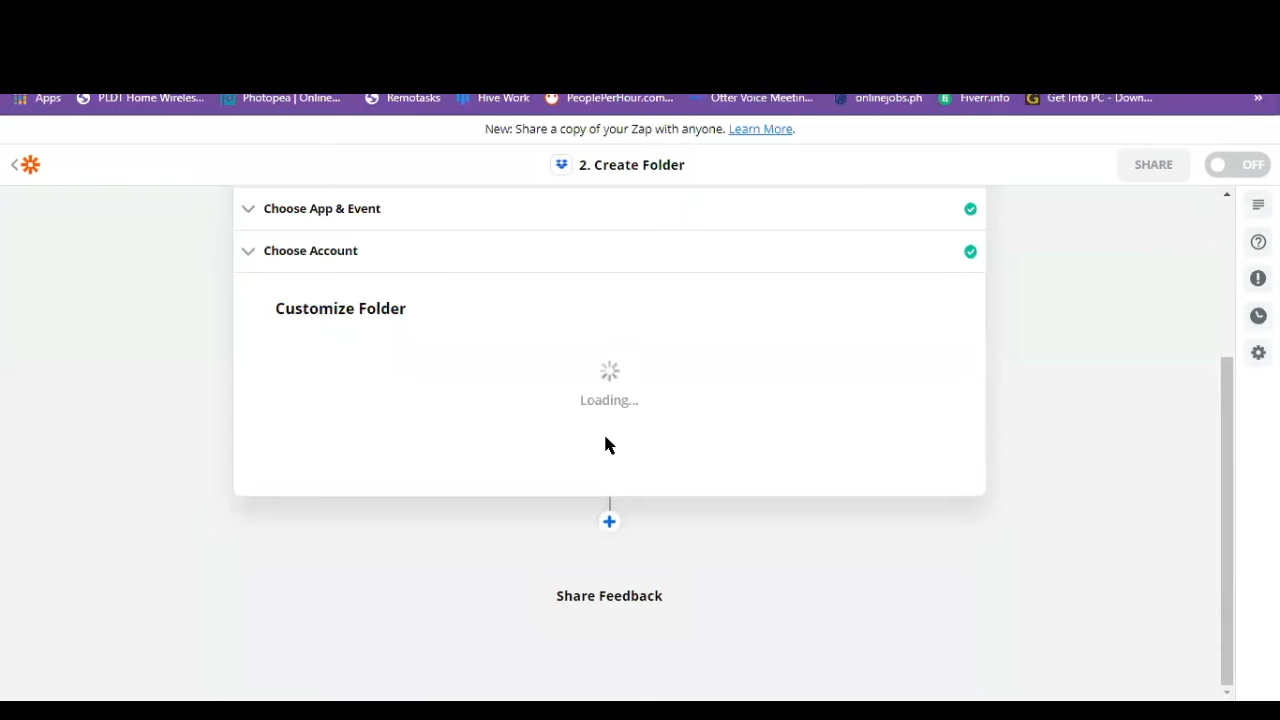 Apps PLDT Home Wireles... Photopea | Online... Remotasks Hive Work PeoplePerHour.com... Otter Voice Meetin... onlinejobs.ph Fiverr.info Get Into PC - Down... »
New: Share a copy of your Zap with anyone. Learn More.
2. Create Folder SHARE OFF
Choose App & Event
Choose Account
Customize Folder
Loading...
Share Feedback